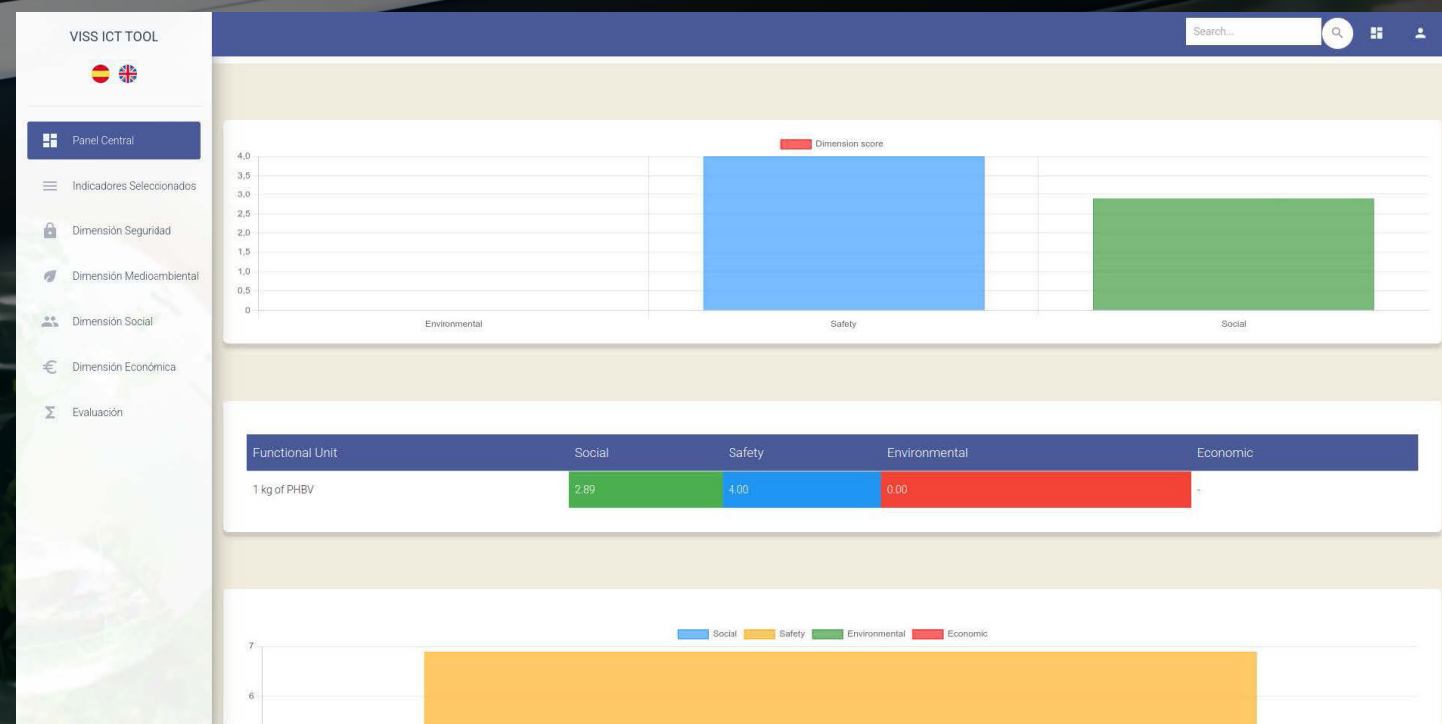 VISS ICT TOOL
Search...
Panel Central
Indicadores Seleccionados
Dimensión Seguridad
Dimensión Medioambiental
Dimensión Social
Dimensión Económica
Evaluación
Dimension score
4,0
3,5
3,0
2,5
2,0
1,5
1,0
0,5
0
Environmental Safety Social
Functional Unit Social Safety Environmental Economic
1 kg of PHBV 2.89 4.00 0.00 -
Social Safety Environmental Economic
7
6